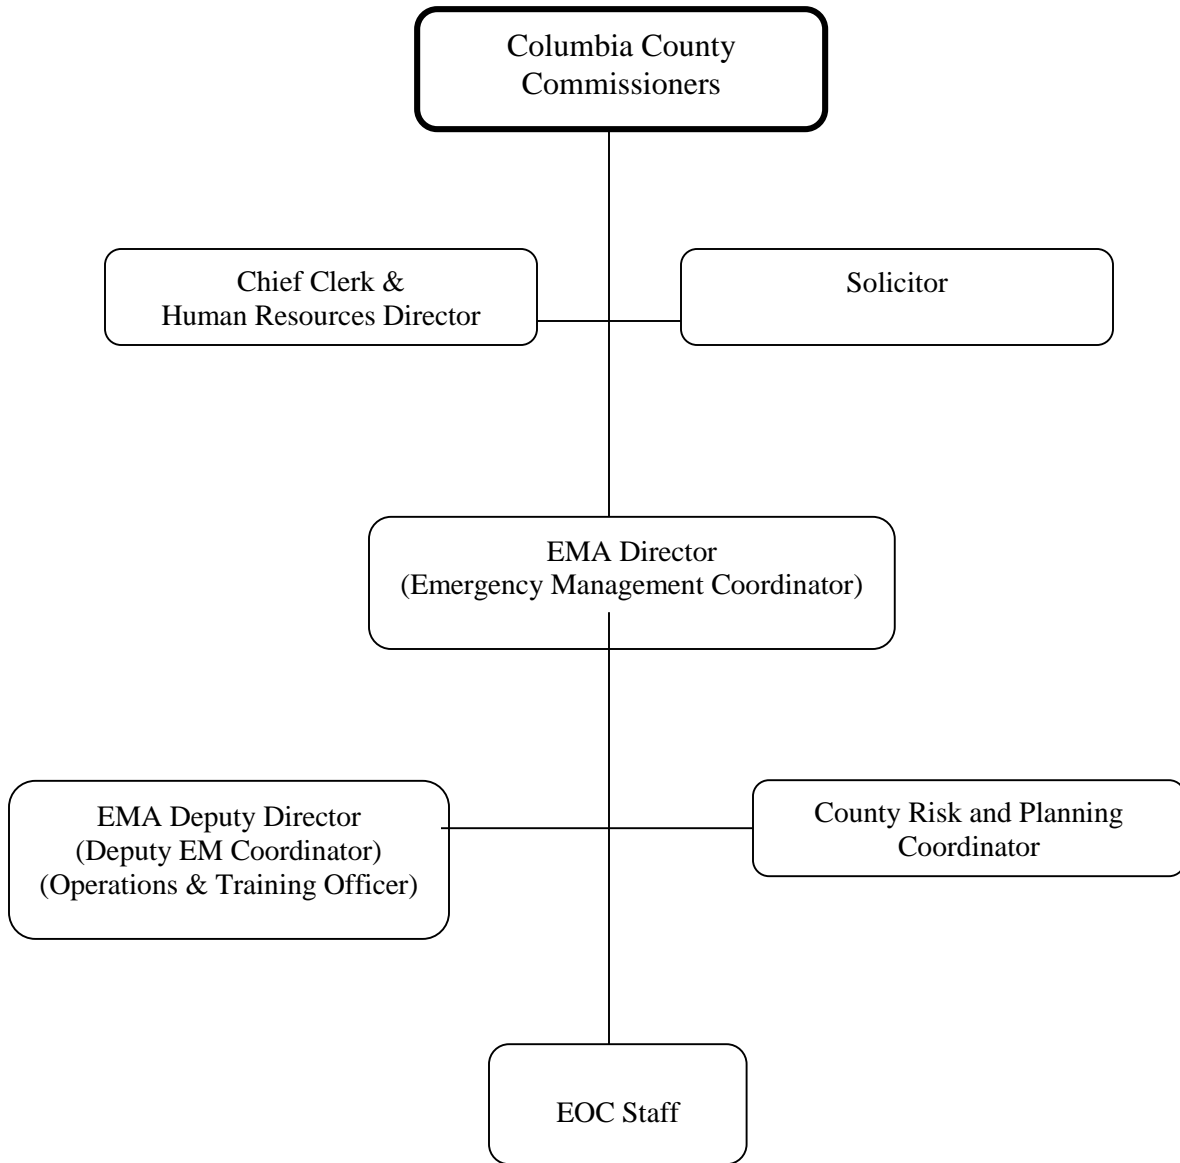 Columbia County
Commissioners
Chief Clerk &
Human Resources Director
Solicitor
EMA Director
(Emergency Management Coordinator)
EMA Deputy Director
(Deputy EM Coordinator)
(Operations & Training Officer)
County Risk and Planning
Coordinator
EOC Staff